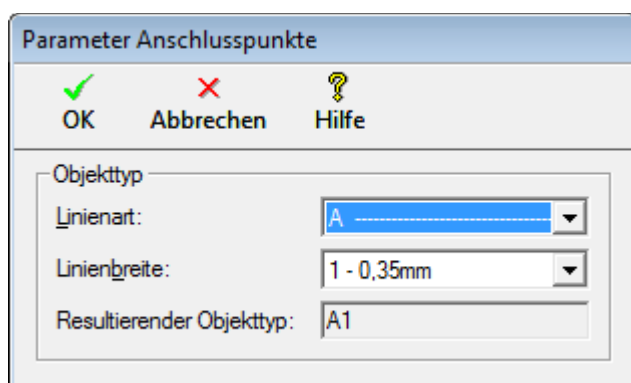 Parameter Anschlusspunkte
OK Abbrechen Hilfe
Objekttyp
Linienart: A
Linienbreite: 1 - 0,35mm
Resultierender Objekttyp: A1